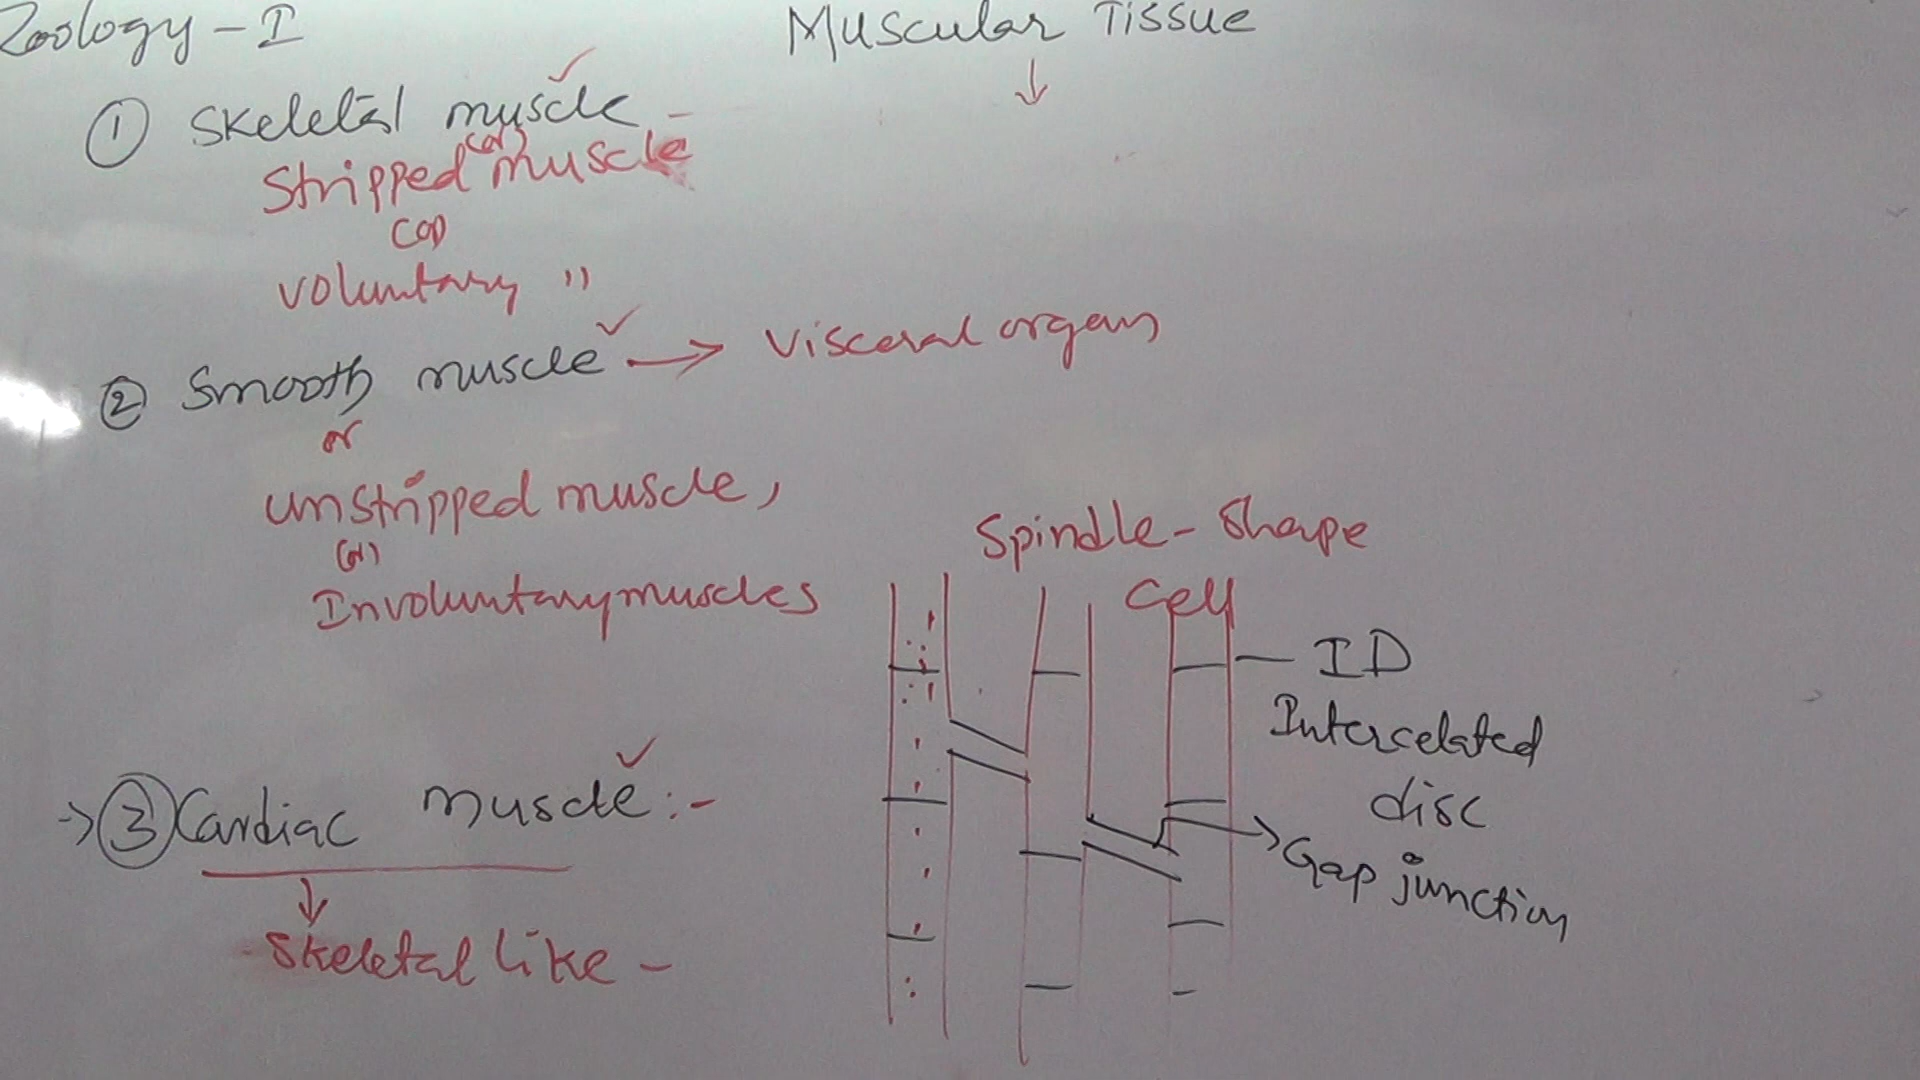 Zoology - I
Muscular Tissue
① Skeletal muscle -
(or)
Stripped muscle
(or)
voluntary "
② Smooth muscle → Visceral organs
or
unstripped muscle,
(or)
Involuntary muscles
Spindle - Shape
Cell
ID
Intercelated
disc
Gap junction
→ ③ Cardiac muscle :-
Skeletal like -